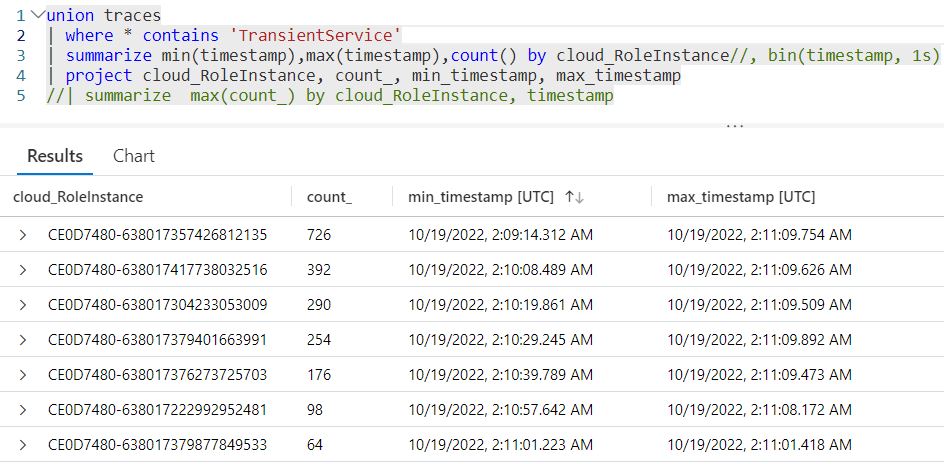 1 union traces
2 | where * contains 'TransientService'
3 | summarize min(timestamp),max(timestamp),count() by cloud_RoleInstance//, bin(timestamp, 1s)
4 | project cloud_RoleInstance, count_, min_timestamp, max_timestamp
5 //| summarize  max(count_) by cloud_RoleInstance, timestamp
...
Results Chart
cloud_RoleInstance count_ min_timestamp [UTC] ↑↓ max_timestamp [UTC]
CE0D7480-638017357426812135 726 10/19/2022, 2:09:14.312 AM 10/19/2022, 2:11:09.754 AM
CE0D7480-638017417738032516 392 10/19/2022, 2:10:08.489 AM 10/19/2022, 2:11:09.626 AM
CE0D7480-638017304233053009 290 10/19/2022, 2:10:19.861 AM 10/19/2022, 2:11:09.509 AM
CE0D7480-638017379401663991 254 10/19/2022, 2:10:29.245 AM 10/19/2022, 2:11:09.892 AM
CE0D7480-638017376273725703 176 10/19/2022, 2:10:39.789 AM 10/19/2022, 2:11:09.473 AM
CE0D7480-638017222992952481 98 10/19/2022, 2:10:57.642 AM 10/19/2022, 2:11:08.172 AM
CE0D7480-638017379877849533 64 10/19/2022, 2:11:01.223 AM 10/19/2022, 2:11:01.418 AM